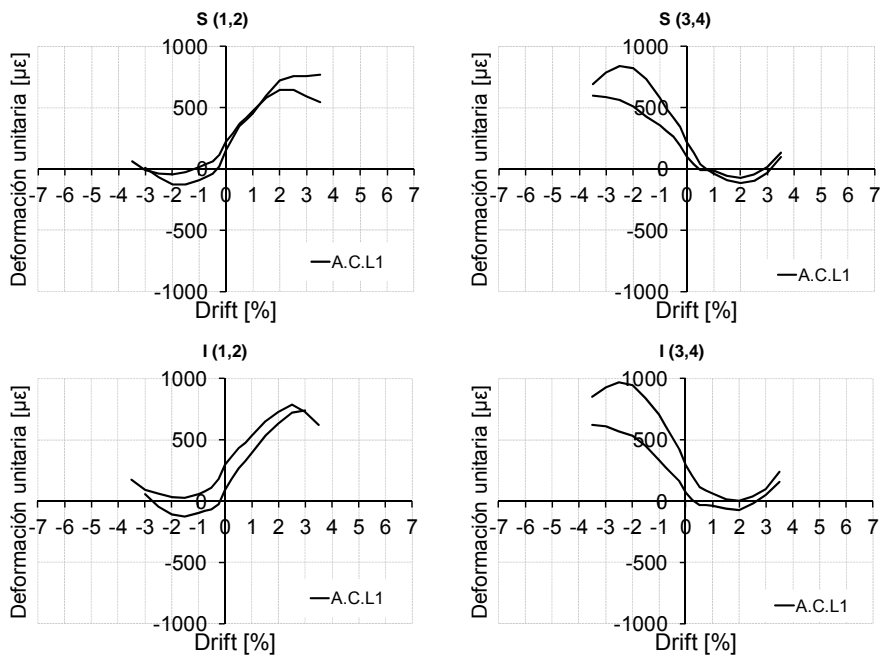 S (1,2)
Deformación unitaria [με]
1000
500
0
-500
-1000
-7 -6 -5 -4 -3 -2 -1 0 1 2 3 4 5 6 7
A.C.L1
Drift [%]
S (3,4)
Deformación unitaria [με]
1000
500
0
-500
-1000
-7 -6 -5 -4 -3 -2 -1 0 1 2 3 4 5 6 7
A.C.L1
Drift [%]
I (1,2)
Deformación unitaria [με]
1000
500
0
-500
-1000
-7 -6 -5 -4 -3 -2 -1 0 1 2 3 4 5 6 7
A.C.L1
Drift [%]
I (3,4)
Deformación unitaria [με]
1000
500
0
-500
-1000
-7 -6 -5 -4 -3 -2 -1 0 1 2 3 4 5 6 7
A.C.L1
Drift [%]